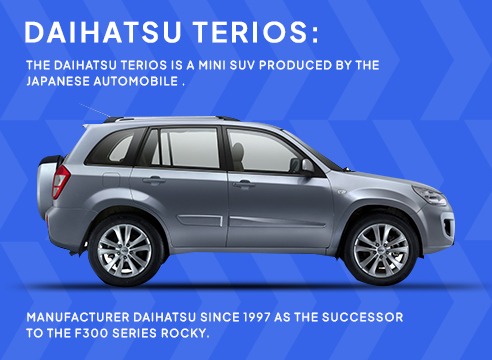 DAIHATSU TERIOS:
THE DAIHATSU TERIOS IS A MINI SUV PRODUCED BY THE
JAPANESE AUTOMOBILE .
MANUFACTURER DAIHATSU SINCE 1997 AS THE SUCCESSOR
TO THE F300 SERIES ROCKY.